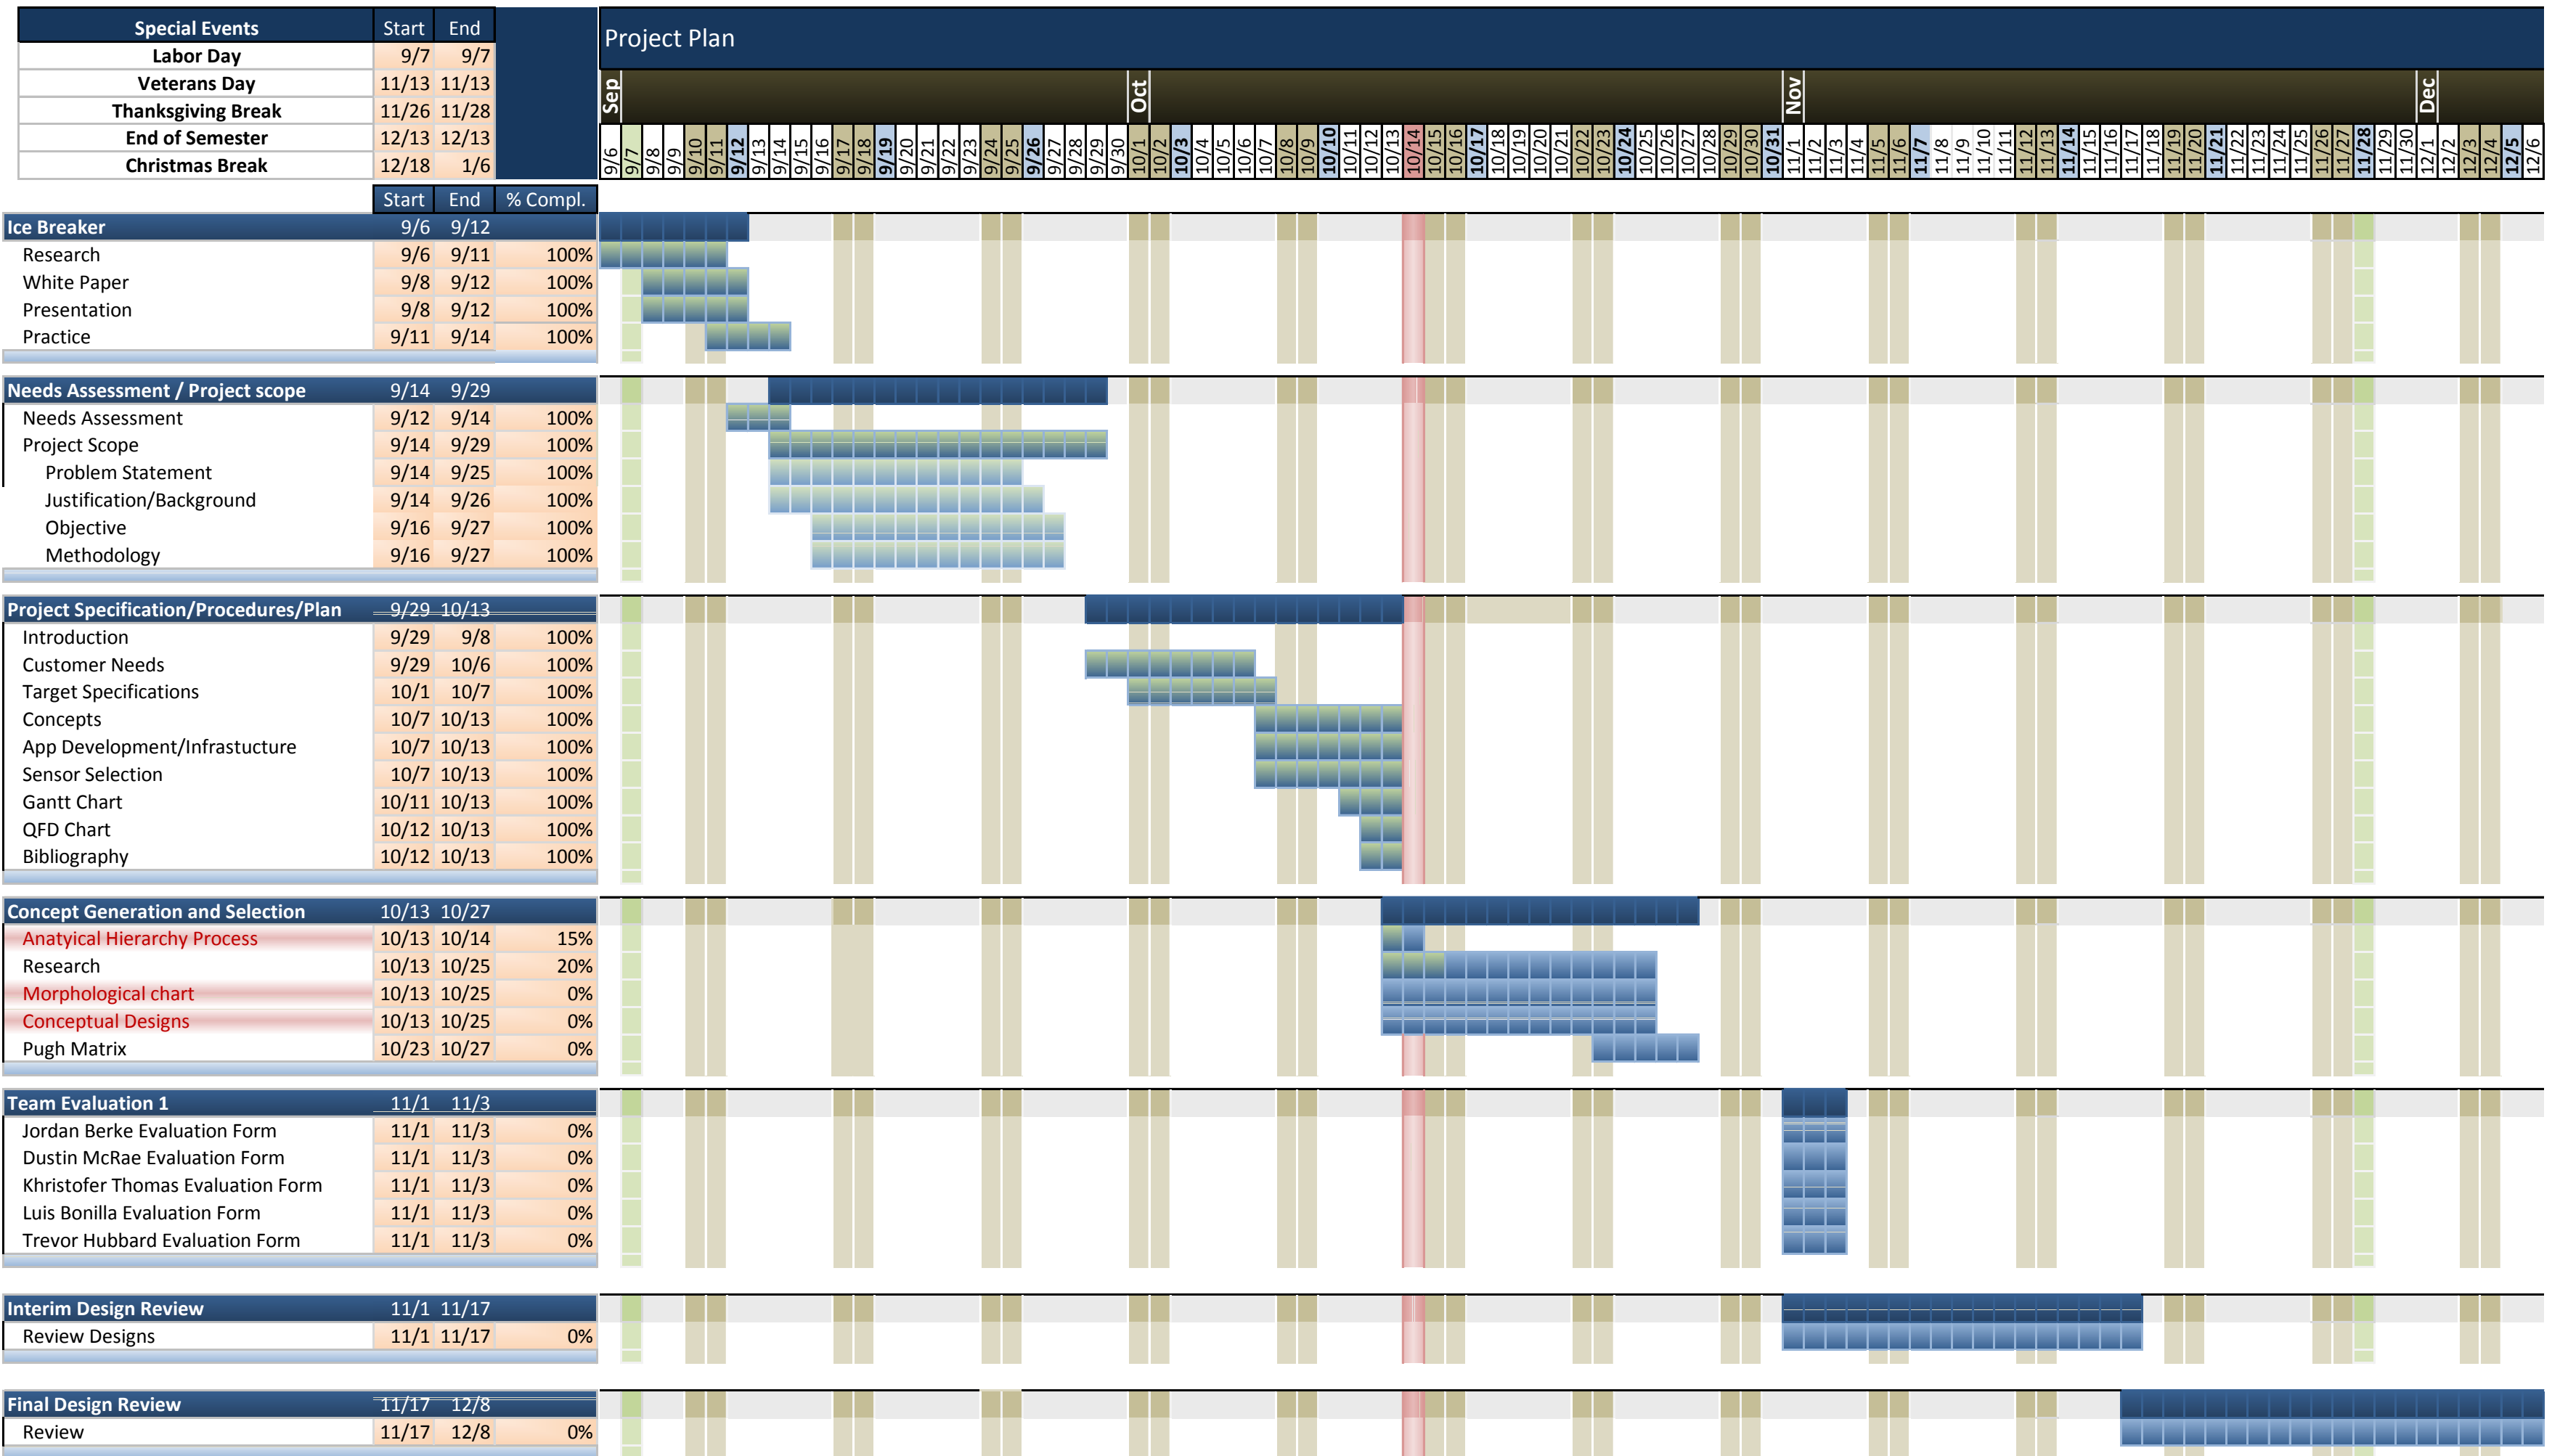 Special Events Start End
Labor Day 9/7 9/7
Veterans Day 11/13 11/13
Thanksgiving Break 11/26 11/28
End of Semester 12/13 12/13
Christmas Break 12/18 1/6
Project Plan
Sep Oct Nov Dec
9/6 9/7 9/8 9/9 9/10 9/11 9/12 9/13 9/14 9/15 9/16 9/17 9/18 9/19 9/20 9/21 9/22 9/23 9/24 9/25 9/26 9/27 9/28 9/29 9/30 10/1 10/2 10/3 10/4 10/5 10/6 10/7 10/8 10/9 10/10 10/11 10/12 10/13 10/14 10/15 10/16 10/17 10/18 10/19 10/20 10/21 10/22 10/23 10/24 10/25 10/26 10/27 10/28 10/29 10/30 10/31 11/1 11/2 11/3 11/4 11/5 11/6 11/7 11/8 11/9 11/10 11/11 11/12 11/13 11/14 11/15 11/16 11/17 11/18 11/19 11/20 11/21 11/22 11/23 11/24 11/25 11/26 11/27 11/28 11/29 11/30 12/1 12/2 12/3 12/4 12/5 12/6
Start End % Compl.
Ice Breaker 9/6 9/12
Research 9/6 9/11 100%
White Paper 9/8 9/12 100%
Presentation 9/8 9/12 100%
Practice 9/11 9/14 100%
Needs Assessment / Project scope 9/14 9/29
Needs Assessment 9/12 9/14 100%
Project Scope 9/14 9/29 100%
Problem Statement 9/14 9/25 100%
Justification/Background 9/14 9/26 100%
Objective 9/16 9/27 100%
Methodology 9/16 9/27 100%
Project Specification/Procedures/Plan 9/29 10/13
Introduction 9/29 9/8 100%
Customer Needs 9/29 10/6 100%
Target Specifications 10/1 10/7 100%
Concepts 10/7 10/13 100%
App Development/Infrastucture 10/7 10/13 100%
Sensor Selection 10/7 10/13 100%
Gantt Chart 10/11 10/13 100%
QFD Chart 10/12 10/13 100%
Bibliography 10/12 10/13 100%
Concept Generation and Selection 10/13 10/27
Anatyical Hierarchy Process 10/13 10/14 15%
Research 10/13 10/25 20%
Morphological chart 10/13 10/25 0%
Conceptual Designs 10/13 10/25 0%
Pugh Matrix 10/23 10/27 0%
Team Evaluation 1 11/1 11/3
Jordan Berke Evaluation Form 11/1 11/3 0%
Dustin McRae Evaluation Form 11/1 11/3 0%
Khristofer Thomas Evaluation Form 11/1 11/3 0%
Luis Bonilla Evaluation Form 11/1 11/3 0%
Trevor Hubbard Evaluation Form 11/1 11/3 0%
Interim Design Review 11/1 11/17
Review Designs 11/1 11/17 0%
Final Design Review 11/17 12/8
Review 11/17 12/8 0%